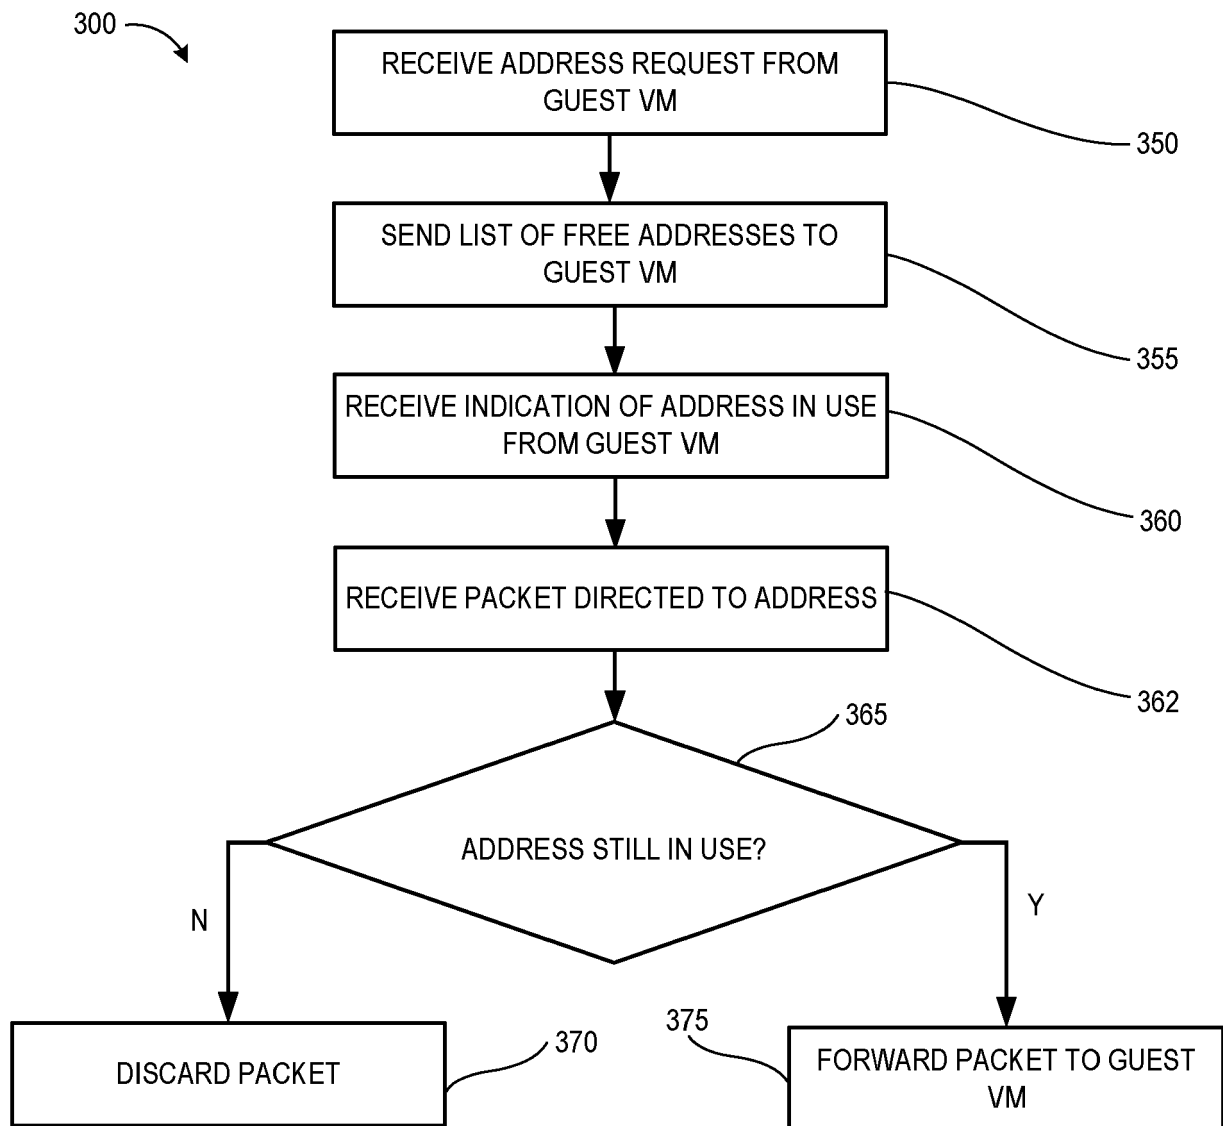 300
RECEIVE ADDRESS REQUEST FROM
GUEST VM
350
SEND LIST OF FREE ADDRESSES TO
GUEST VM
355
RECEIVE INDICATION OF ADDRESS IN USE
FROM GUEST VM
360
RECEIVE PACKET DIRECTED TO ADDRESS
362
365
ADDRESS STILL IN USE?
N
Y
DISCARD PACKET
370
375
FORWARD PACKET TO GUEST
VM